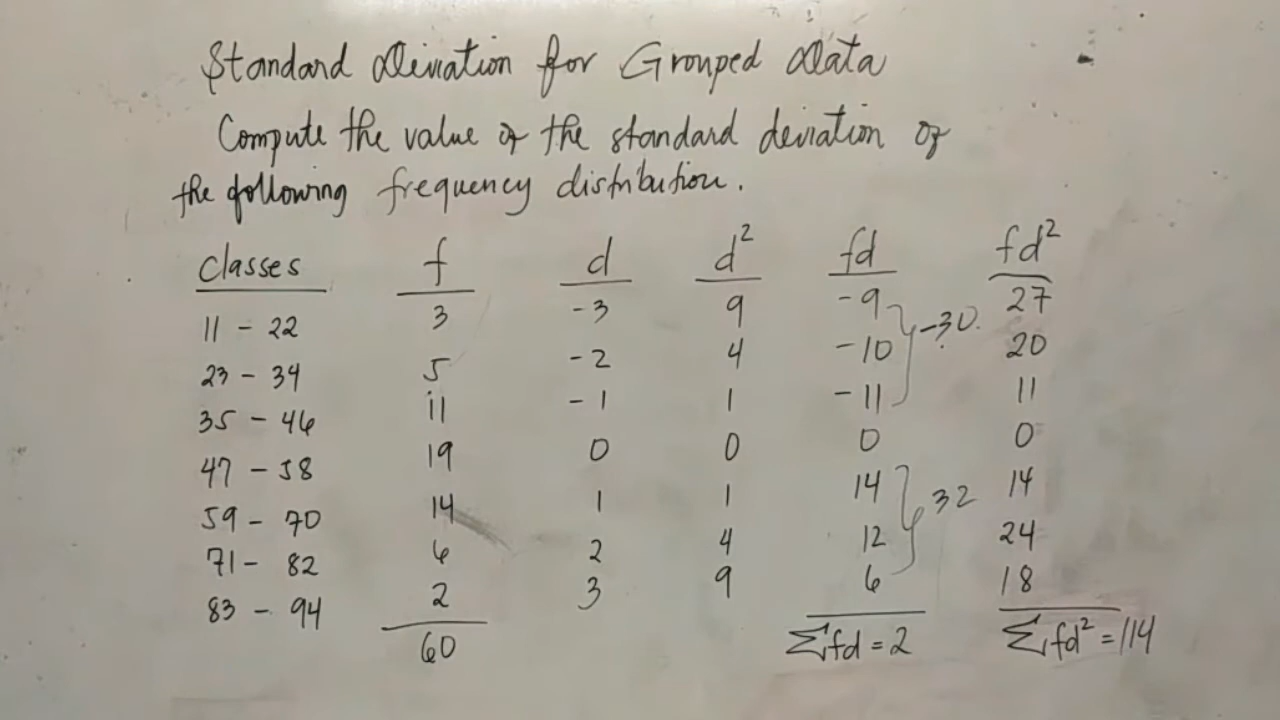 Standard Deviation for Grouped Data
Compute the value of the standard deviation of
the following frequency distribution.
classes f d d² fd fd²
11 - 22 3 -3 9 -9 27
-30.
23 - 34 5 -2 4 -10 20
35 - 46 11 -1 1 -11 11
47 - 58 19 0 0 0 0
59 - 70 14 1 1 14 14
32
71 - 82 6 2 4 12 24
83 - 94 2 3 9 6 18
60 Σfd = 2 Σfd² = 114